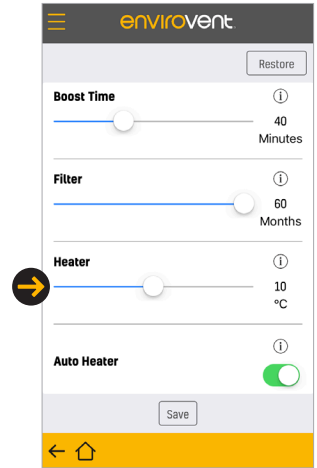 envirovent
Restore
Boost Time
40
Minutes
Filter
60
Months
Heater
10
°C
Auto Heater
Save